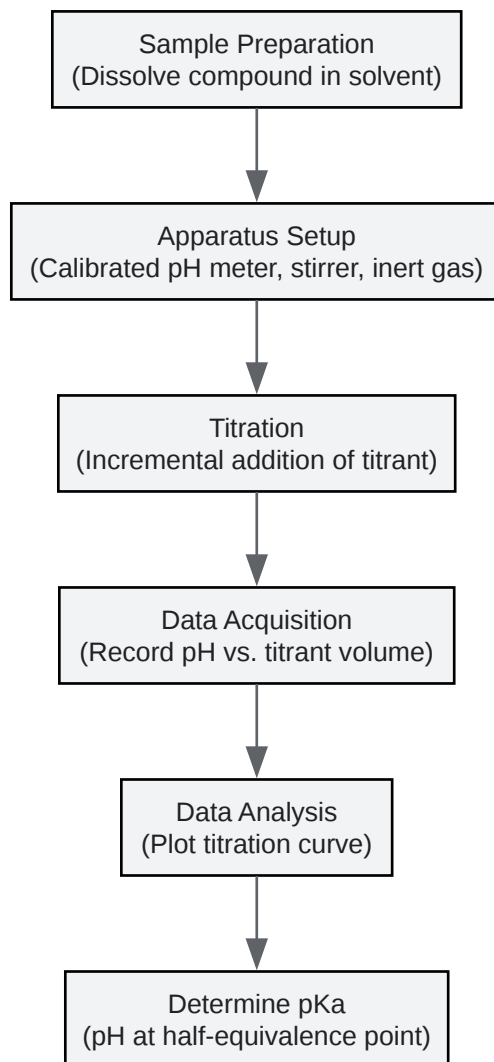 Sample Preparation
(Dissolve compound in solvent)
Apparatus Setup
(Calibrated pH meter, stirrer, inert gas)
Titration
(Incremental addition of titrant)
Data Acquisition
(Record pH vs. titrant volume)
Data Analysis
(Plot titration curve)
Determine pKa
(pH at half-equivalence point)